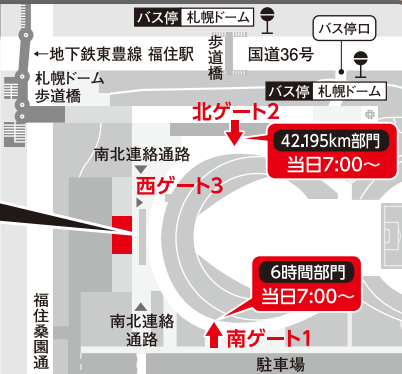 バス停 札幌ドーム
バス停□
←地下鉄東豊線 福住駅
歩道橋
国道36号
札幌ドーム
歩道橋
バス停 札幌ドーム
北ゲート2
42.195km部門
当日7:00〜
南北連絡通路
西ゲート3
6時間部門
当日7:00〜
福住桑園通
南北連絡
通路
南ゲート1
駐車場